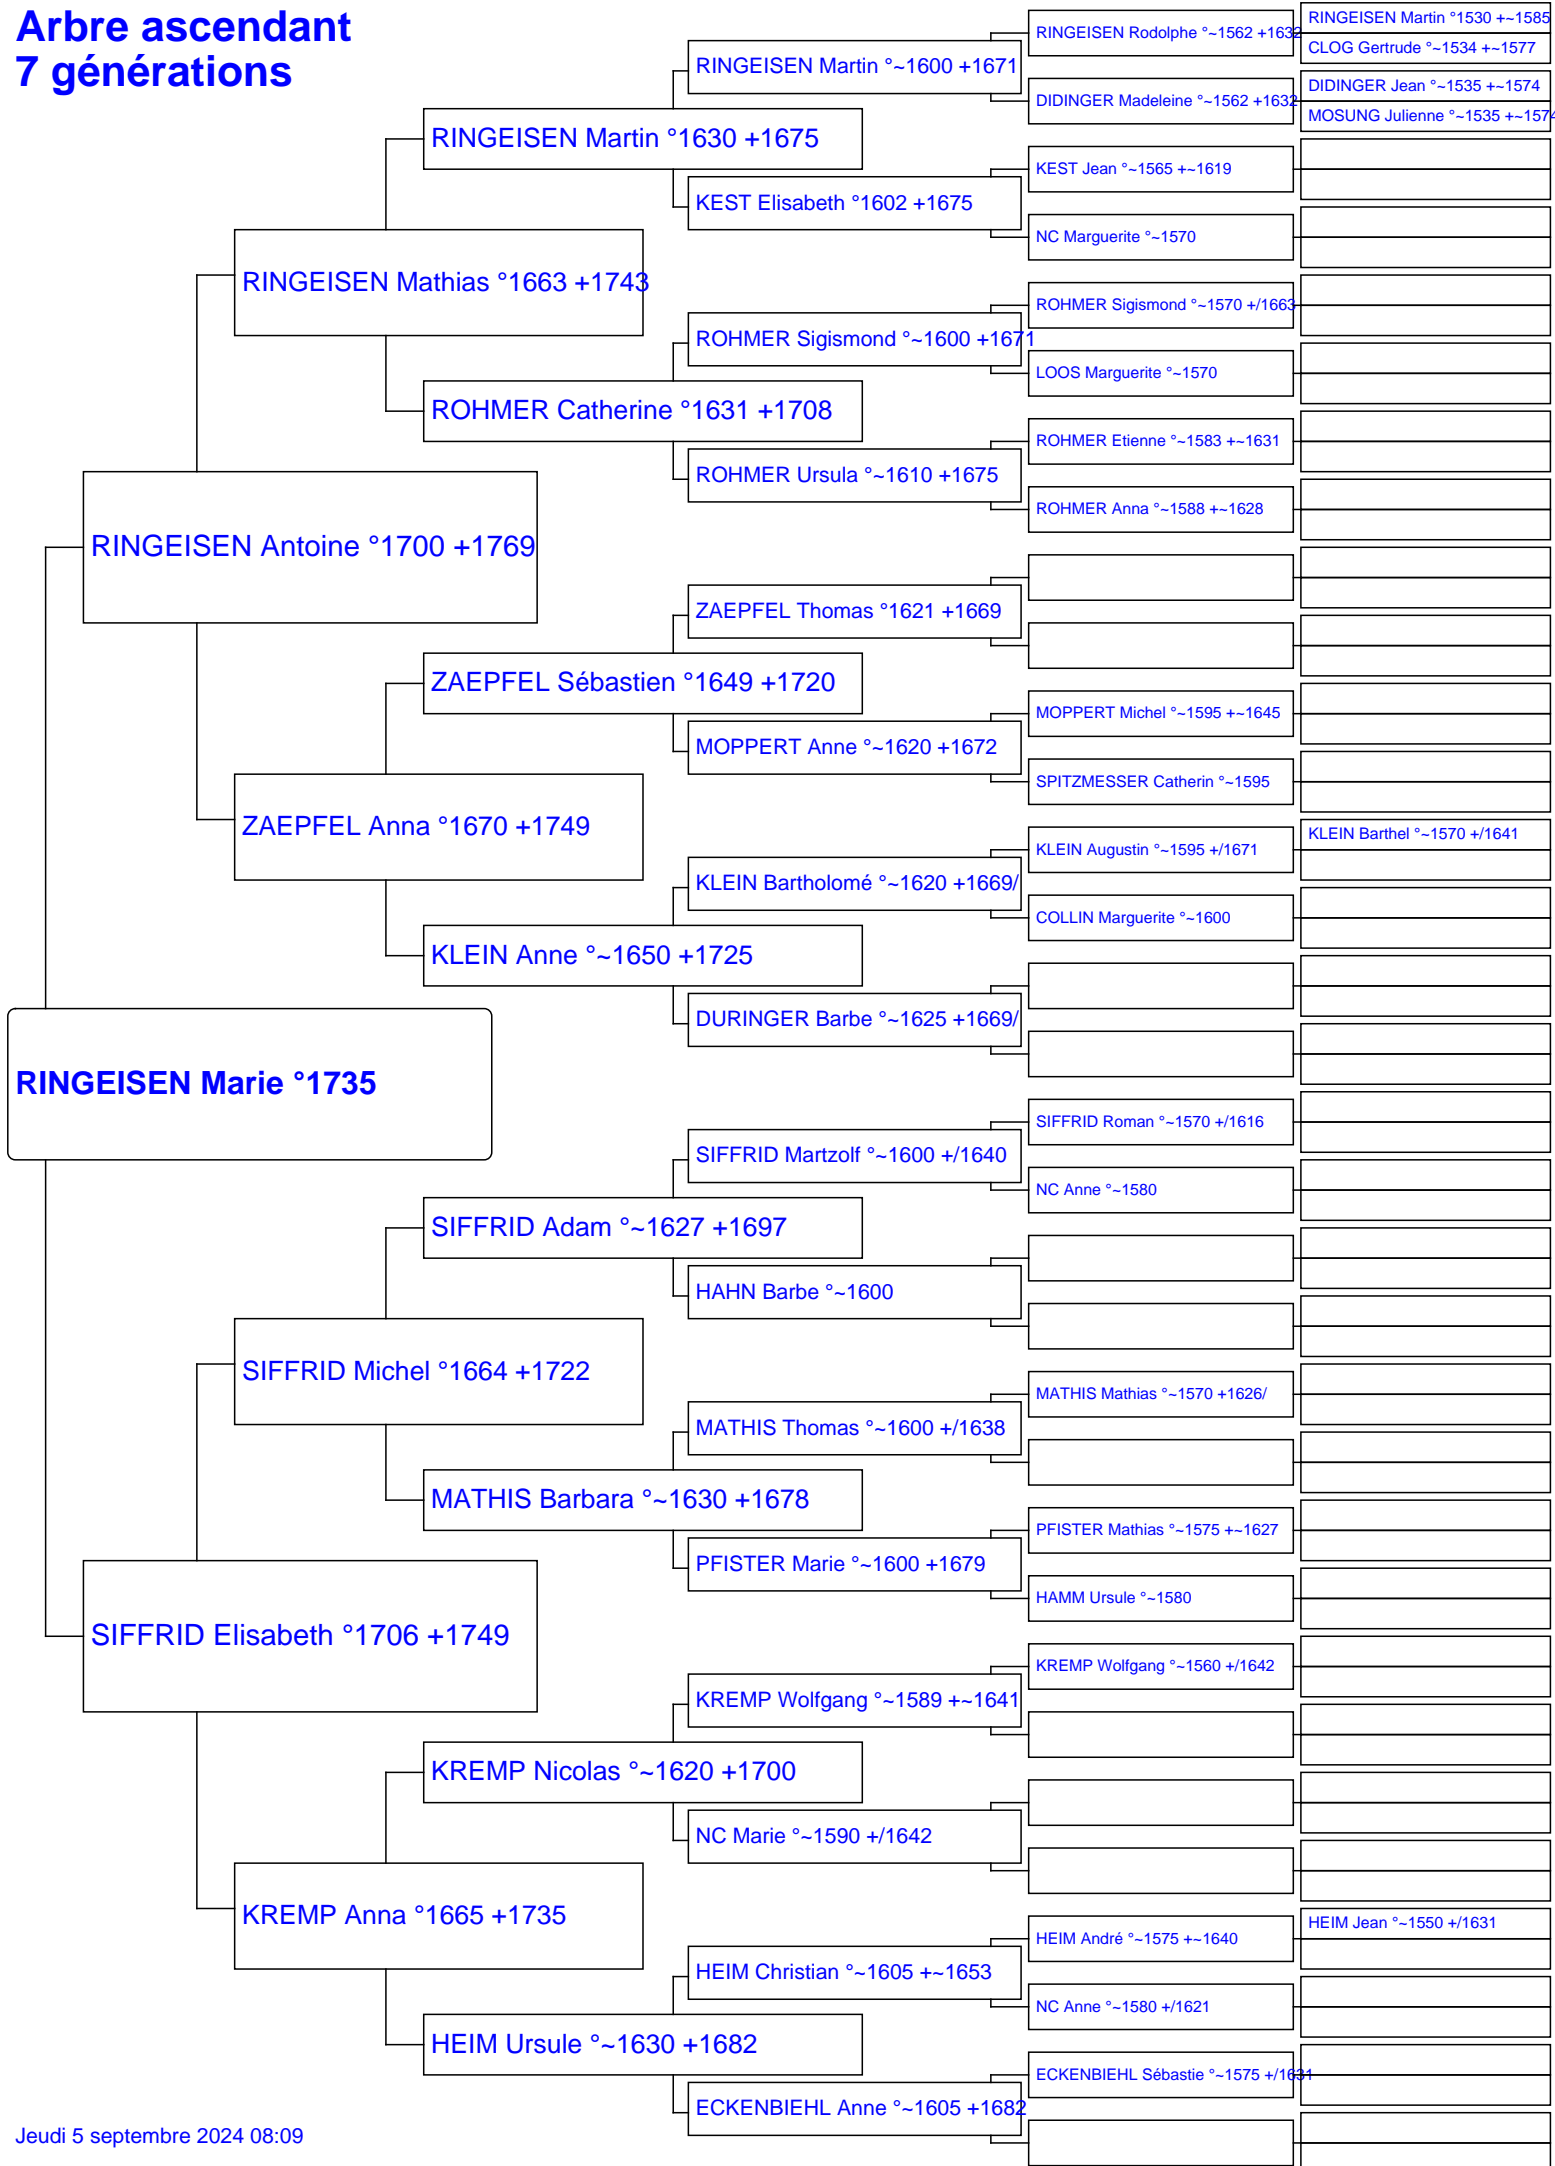 Arbre ascendant
7 générations
RINGEISEN Marie °1735
RINGEISEN Antoine °1700 +1769
SIFFRID Elisabeth °1706 +1749
RINGEISEN Mathias °1663 +1743
ZAEPFEL Anna °1670 +1749
SIFFRID Michel °1664 +1722
KREMP Anna °1665 +1735
RINGEISEN Martin °1630 +1675
ROHMER Catherine °1631 +1708
ZAEPFEL Sébastien °1649 +1720
KLEIN Anne °~1650 +1725
SIFFRID Adam °~1627 +1697
MATHIS Barbara °~1630 +1678
KREMP Nicolas °~1620 +1700
HEIM Ursule °~1630 +1682
RINGEISEN Martin °~1600 +1671
KEST Elisabeth °1602 +1675
ROHMER Sigismond °~1600 +1671
ROHMER Ursula °~1610 +1675
ZAEPFEL Thomas °1621 +1669
MOPPERT Anne °~1620 +1672
KLEIN Bartholomé °~1620 +1669/
DURINGER Barbe °~1625 +1669/
SIFFRID Martzolf °~1600 +/1640
HAHN Barbe °~1600
MATHIS Thomas °~1600 +/1638
PFISTER Marie °~1600 +1679
KREMP Wolfgang °~1589 +~1641
NC Marie °~1590 +/1642
HEIM Christian °~1605 +~1653
ECKENBIEHL Anne °~1605 +1682
RINGEISEN Rodolphe °~1562 +1632
DIDINGER Madeleine °~1562 +1632
KEST Jean °~1565 +~1619
NC Marguerite °~1570
ROHMER Sigismond °~1570 +/1663
LOOS Marguerite °~1570
ROHMER Etienne °~1583 +~1631
ROHMER Anna °~1588 +~1628
MOPPERT Michel °~1595 +~1645
SPITZMESSER Catherin °~1595
KLEIN Augustin °~1595 +/1671
COLLIN Marguerite °~1600
SIFFRID Roman °~1570 +/1616
NC Anne °~1580
MATHIS Mathias °~1570 +1626/
PFISTER Mathias °~1575 +~1627
HAMM Ursule °~1580
KREMP Wolfgang °~1560 +/1642
HEIM André °~1575 +~1640
NC Anne °~1580 +/1621
ECKENBIEHL Sébastie °~1575 +/1631
RINGEISEN Martin °1530 +~1585
CLOG Gertrude °~1534 +~1577
DIDINGER Jean °~1535 +~1574
MOSUNG Julienne °~1535 +~1574
KLEIN Barthel °~1570 +/1641
HEIM Jean °~1550 +/1631
Jeudi 5 septembre 2024 08:09